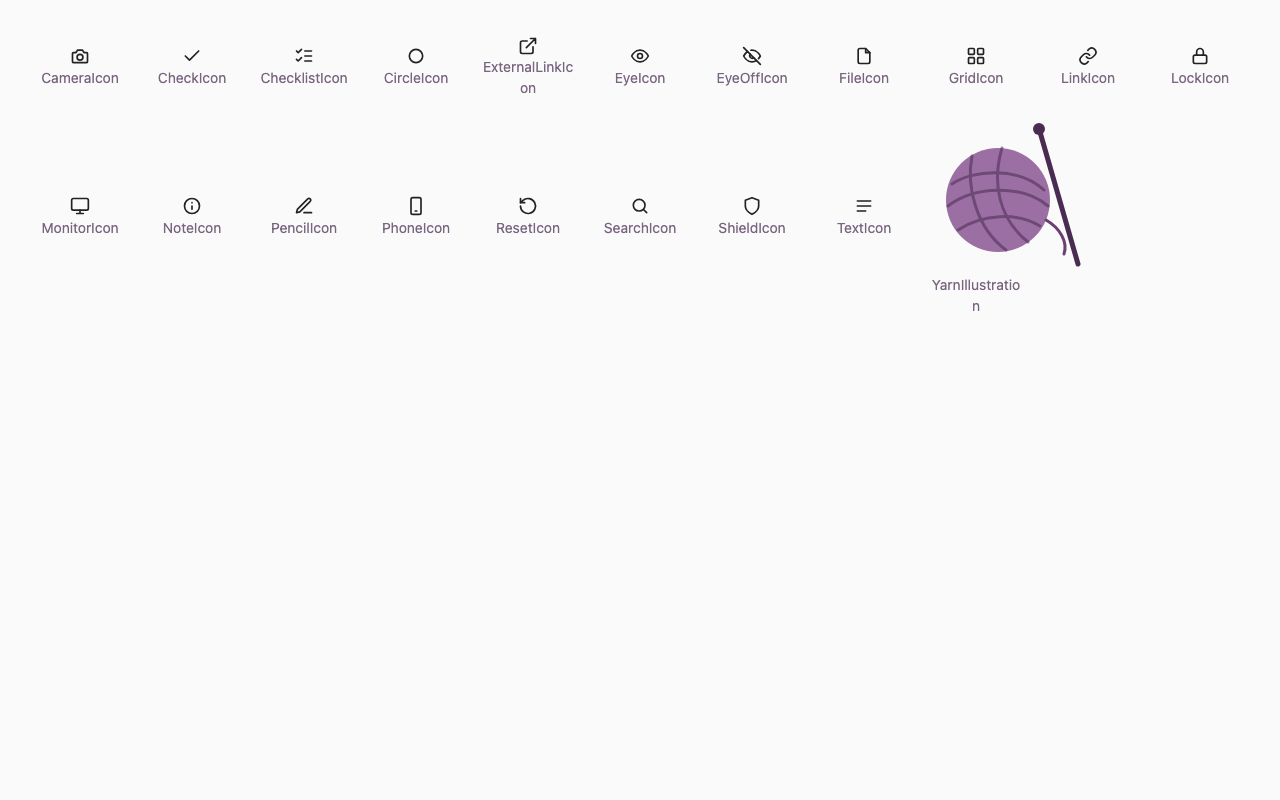 CameraIcon
CheckIcon
ChecklistIcon
CircleIcon
ExternalLinkIc
on
EyeIcon
EyeOffIcon
FileIcon
GridIcon
LinkIcon
LockIcon
MonitorIcon
NoteIcon
PencilIcon
PhoneIcon
ResetIcon
SearchIcon
ShieldIcon
TextIcon
YarnIllustratio
n